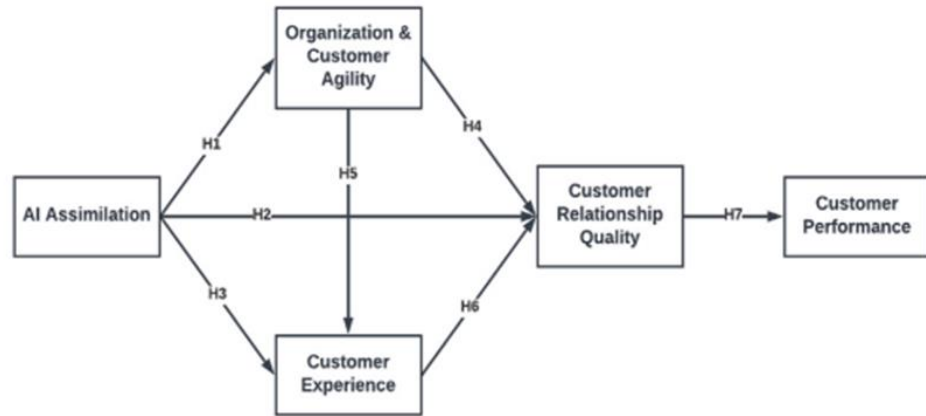 Organization &
Customer
Agility
H1
H4
H5
AI Assimilation
H2
Customer
Relationship
Quality
H7
Customer
Performance
H3
H6
Customer
Experience